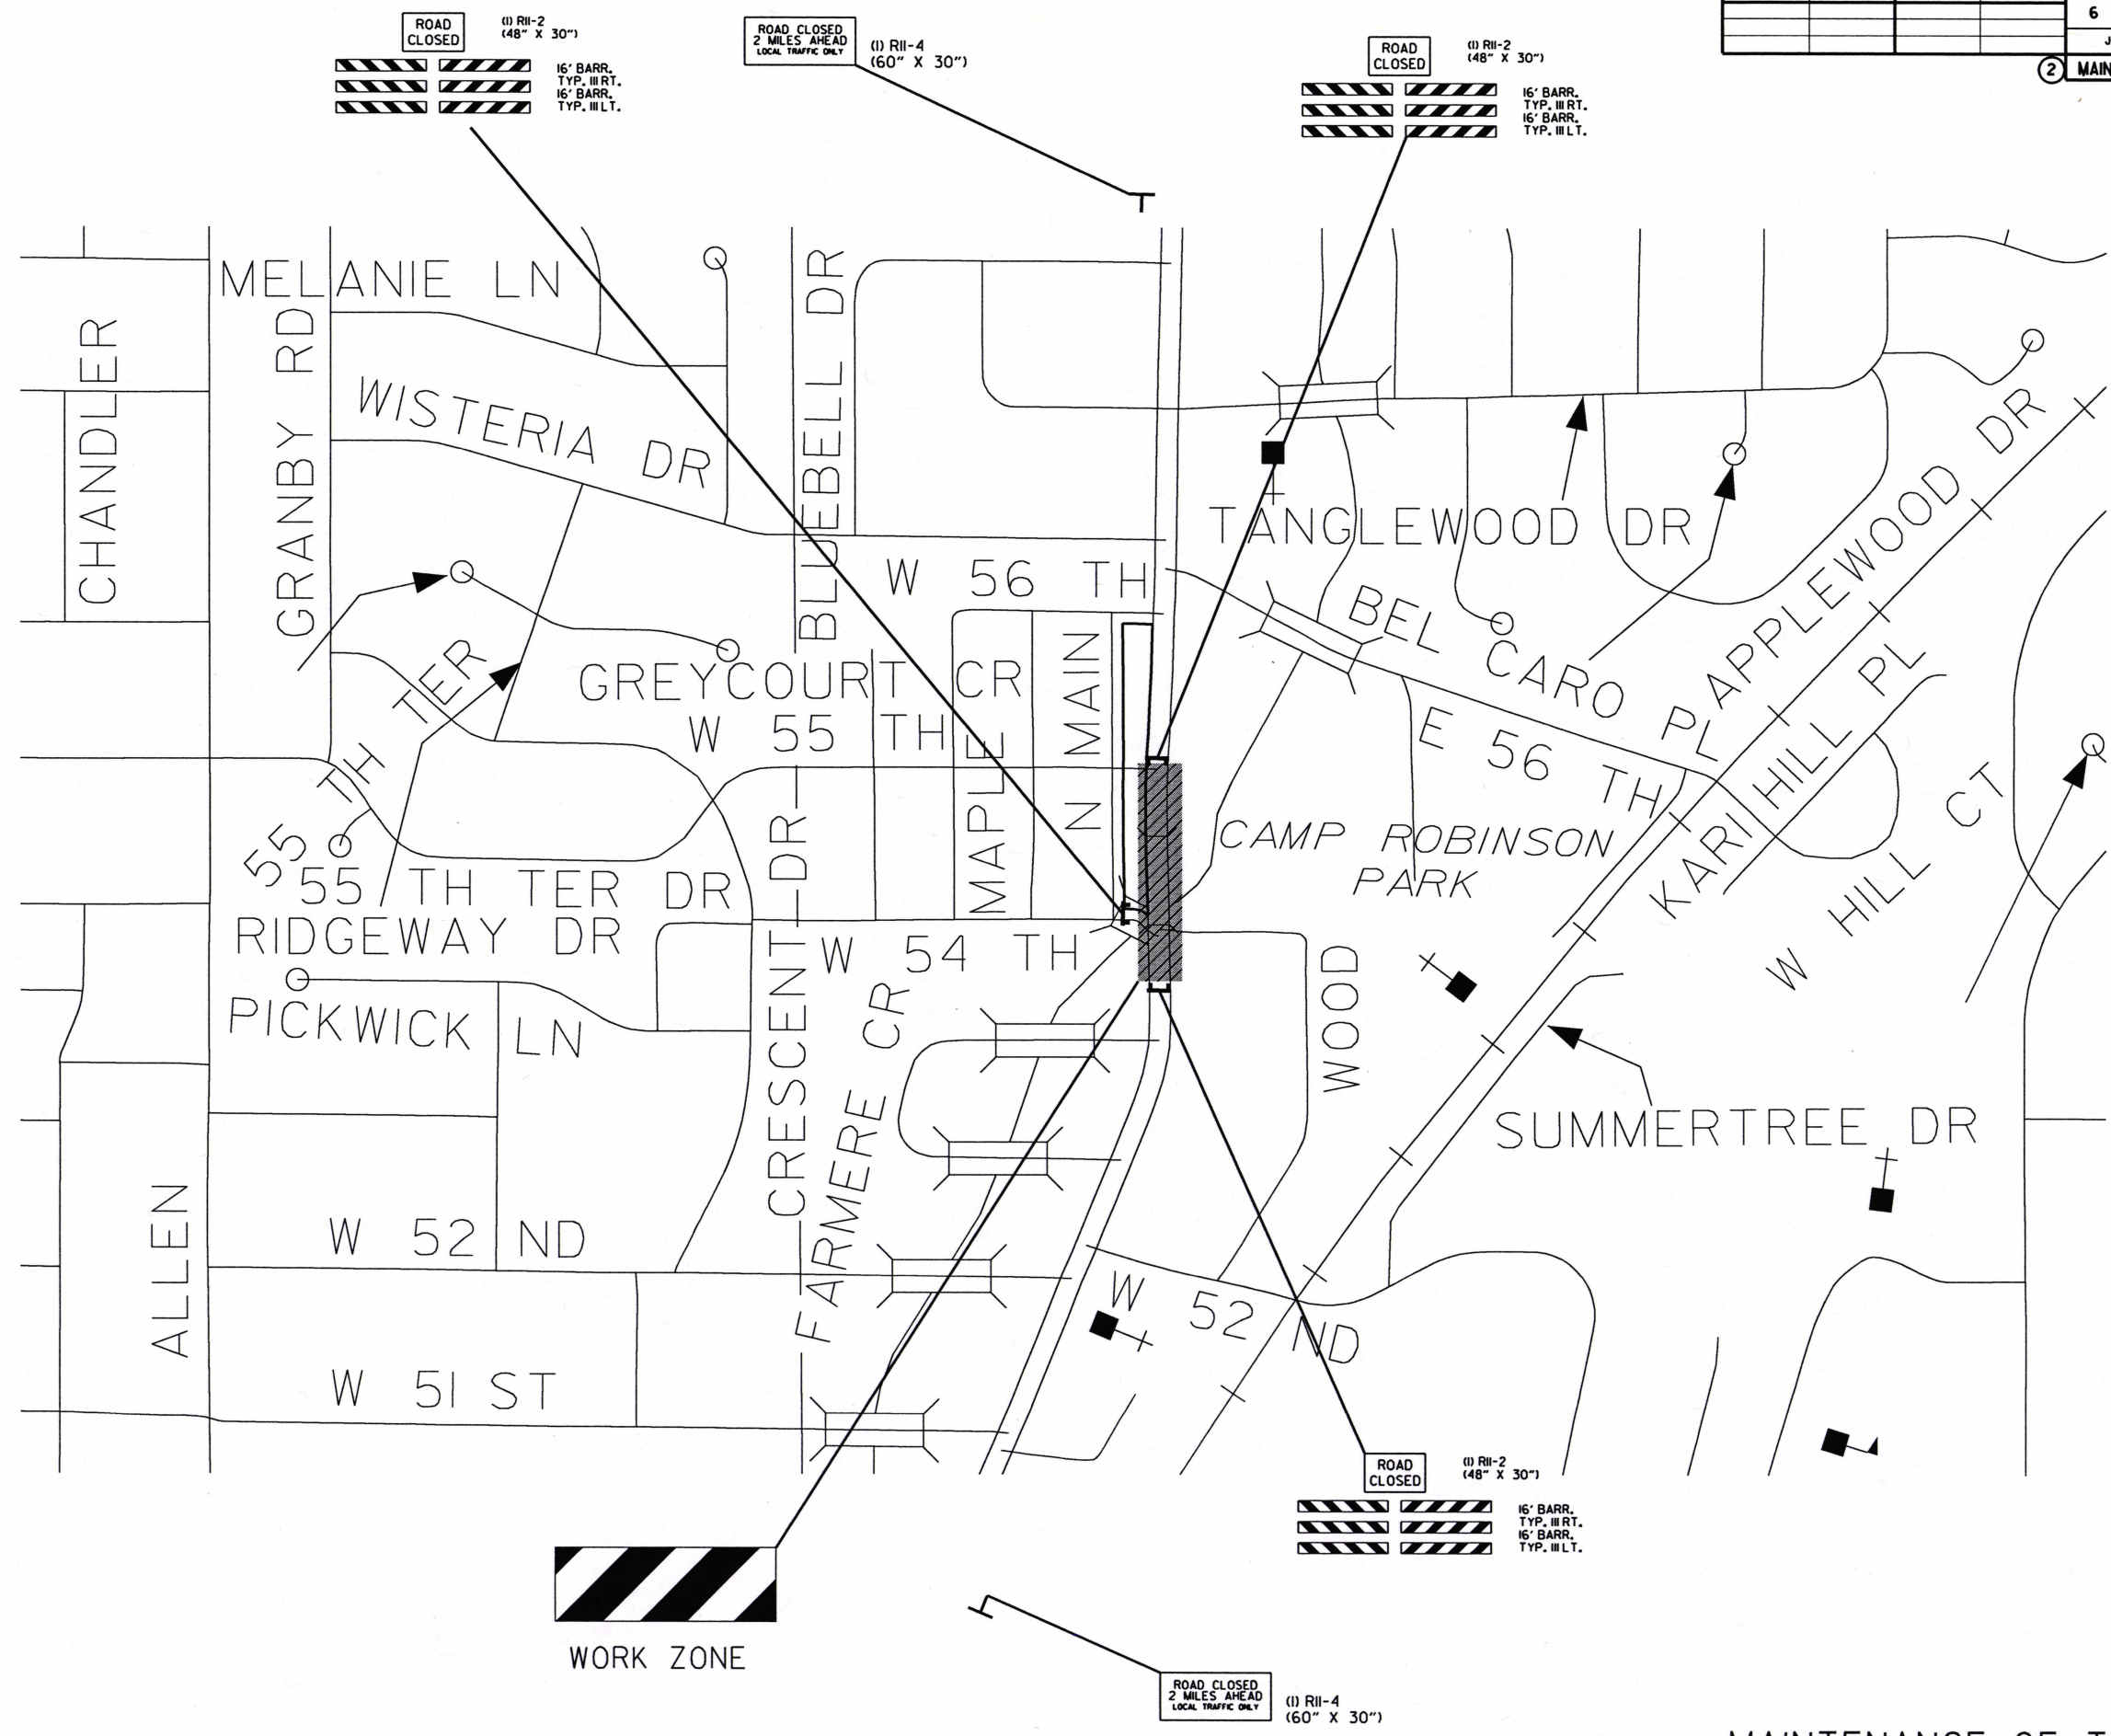 6
2
MAIN
ROAD
CLOSED
(1) R11-2
(48" X 30")
16' BARR.
TYP. III RT.
16' BARR.
TYP. III LT.
ROAD CLOSED
2 MILES AHEAD
LOCAL TRAFFIC ONLY
(1) R11-4
(60" X 30")
ROAD
CLOSED
(1) R11-2
(48" X 30")
16' BARR.
TYP. III RT.
16' BARR.
TYP. III LT.
MELANIE LN
CHANDLER
GRANBY RD
WISTERIA DR
BLUEBELL DR
W 56 TH
TANGLEWOOD DR
APPLEWOOD DR
BEL CARO PL
GREYCOURT CR
W 55 TH
MAPLE
N MAIN
E 56 TH
KARI HILL PL
55 TH TER
55 TH TER DR
RIDGEWAY DR
CAMP ROBINSON
PARK
W HILL CT
W 54 TH
PICKWICK LN
CRESCENT DR
FARMERE CR
WOOD
SUMMERTREE DR
ALLEN
W 52 ND
W 52 ND
W 51 ST
ROAD
CLOSED
(1) R11-2
(48" X 30")
16' BARR.
TYP. III RT.
16' BARR.
TYP. III LT.
WORK ZONE
ROAD CLOSED
2 MILES AHEAD
LOCAL TRAFFIC ONLY
(1) R11-4
(60" X 30")